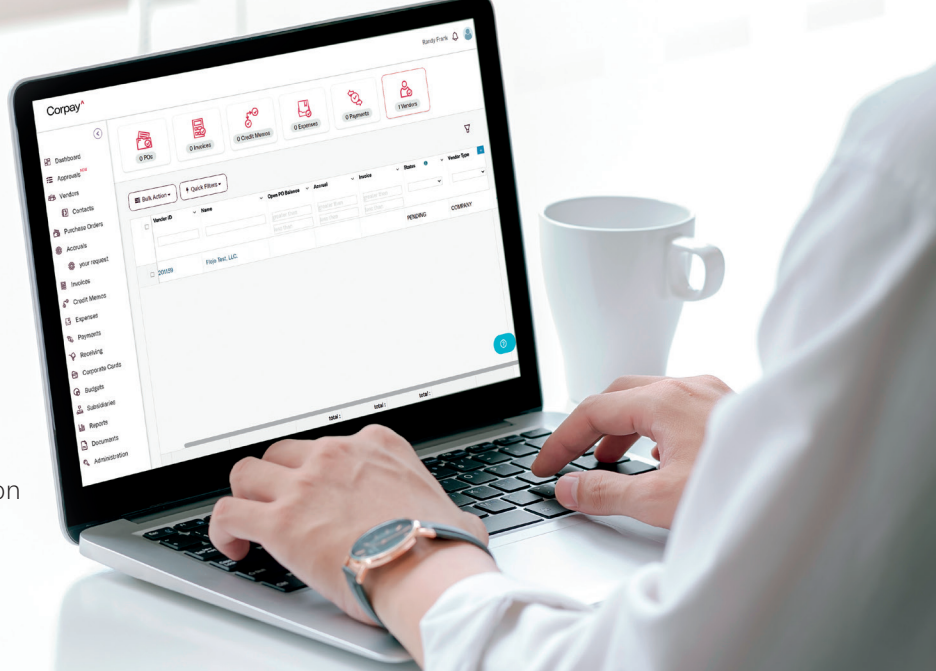 Corpay^
Randy Frank
Dashboard
Approvals NEW
Vendors
Contacts
Purchase Orders
Accruals
your request
Invoices
Credit Memos
Expenses
Payments
Receiving
Corporate Cards
Budgets
Subsidiaries
Reports
Documents
Administration
0 POs
0 Invoices
0 Credit Memos
0 Expenses
0 Payments
1 Vendors
Bulk Action
Quick Filters
Vendor ID
Name
Open PO Balance
Accrual
Invoice
Status
Vendor Type
201159
LLC.
PENDING
COMPANY
total :
total :
total :
on